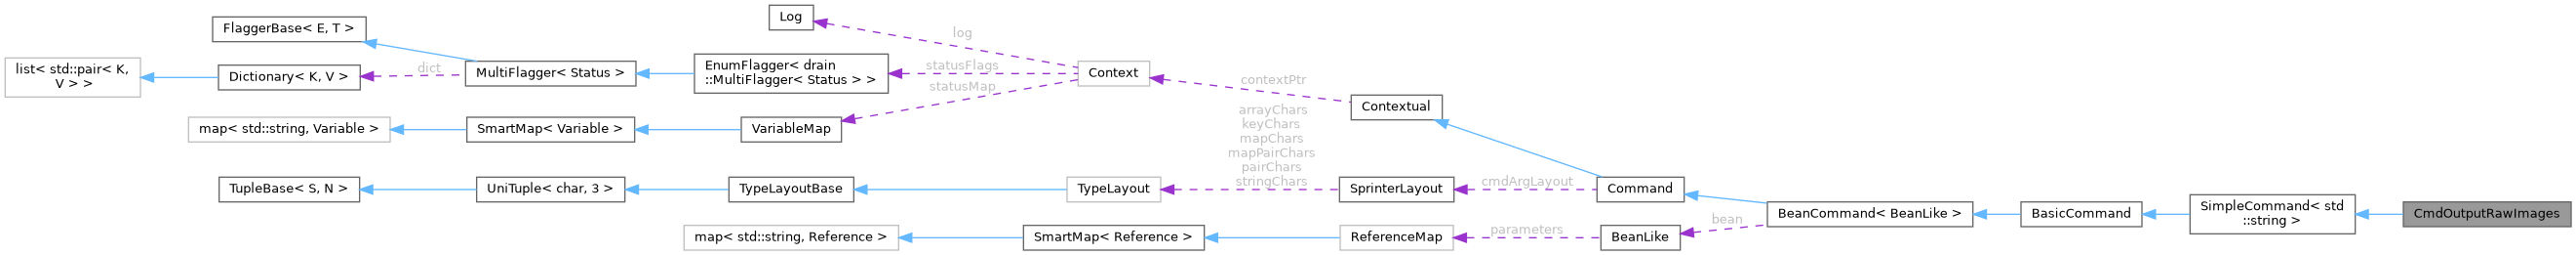 Log
FlaggerBase< E, T >
log
list< std::pair< K,
V > >
Dictionary< K, V >
dict
MultiFlagger< Status >
EnumFlagger< drain
::MultiFlagger< Status > >
statusFlags
statusMap
Context
contextPtr
Contextual
map< std::string, Variable >
SmartMap< Variable >
VariableMap
arrayChars
keyChars
mapChars
mapPairChars
pairChars
stringChars
TupleBase< S, N >
UniTuple< char, 3 >
TypeLayoutBase
TypeLayout
SprinterLayout
cmdArgLayout
Command
map< std::string, Reference >
SmartMap< Reference >
ReferenceMap
parameters
BeanLike
bean
BeanCommand< BeanLike >
BasicCommand
SimpleCommand< std
::string >
CmdOutputRawImages